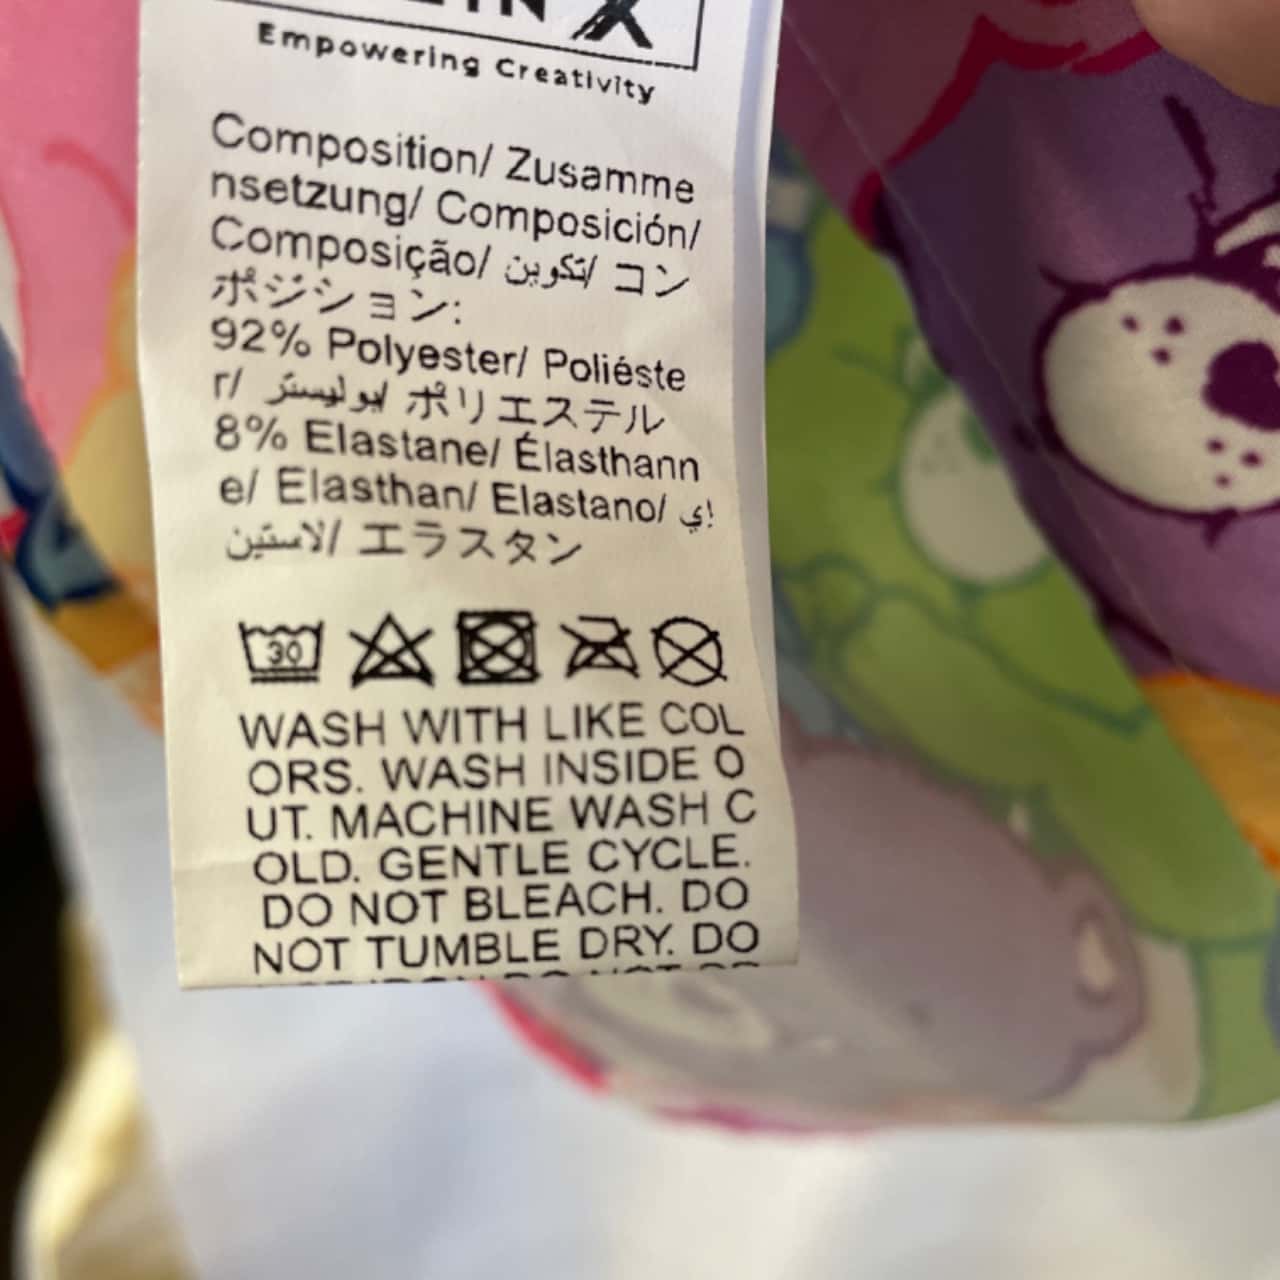 Empowering Creativity
Composition/ Zusamme
nsetzung/ Composición/
Composição/ تكوين/ コン
ポジション:
92% Polyester/ Polièste
r/ بوليستر/ ポリエステル
8% Elastane/ Élasthann
e/ Elasthan/ Elastano/ إي
لاستين/ エラスタン
30
WASH WITH LIKE COL
ORS. WASH INSIDE O
UT. MACHINE WASH C
OLD. GENTLE CYCLE.
DO NOT BLEACH. DO
NOT TUMBLE DRY. DO